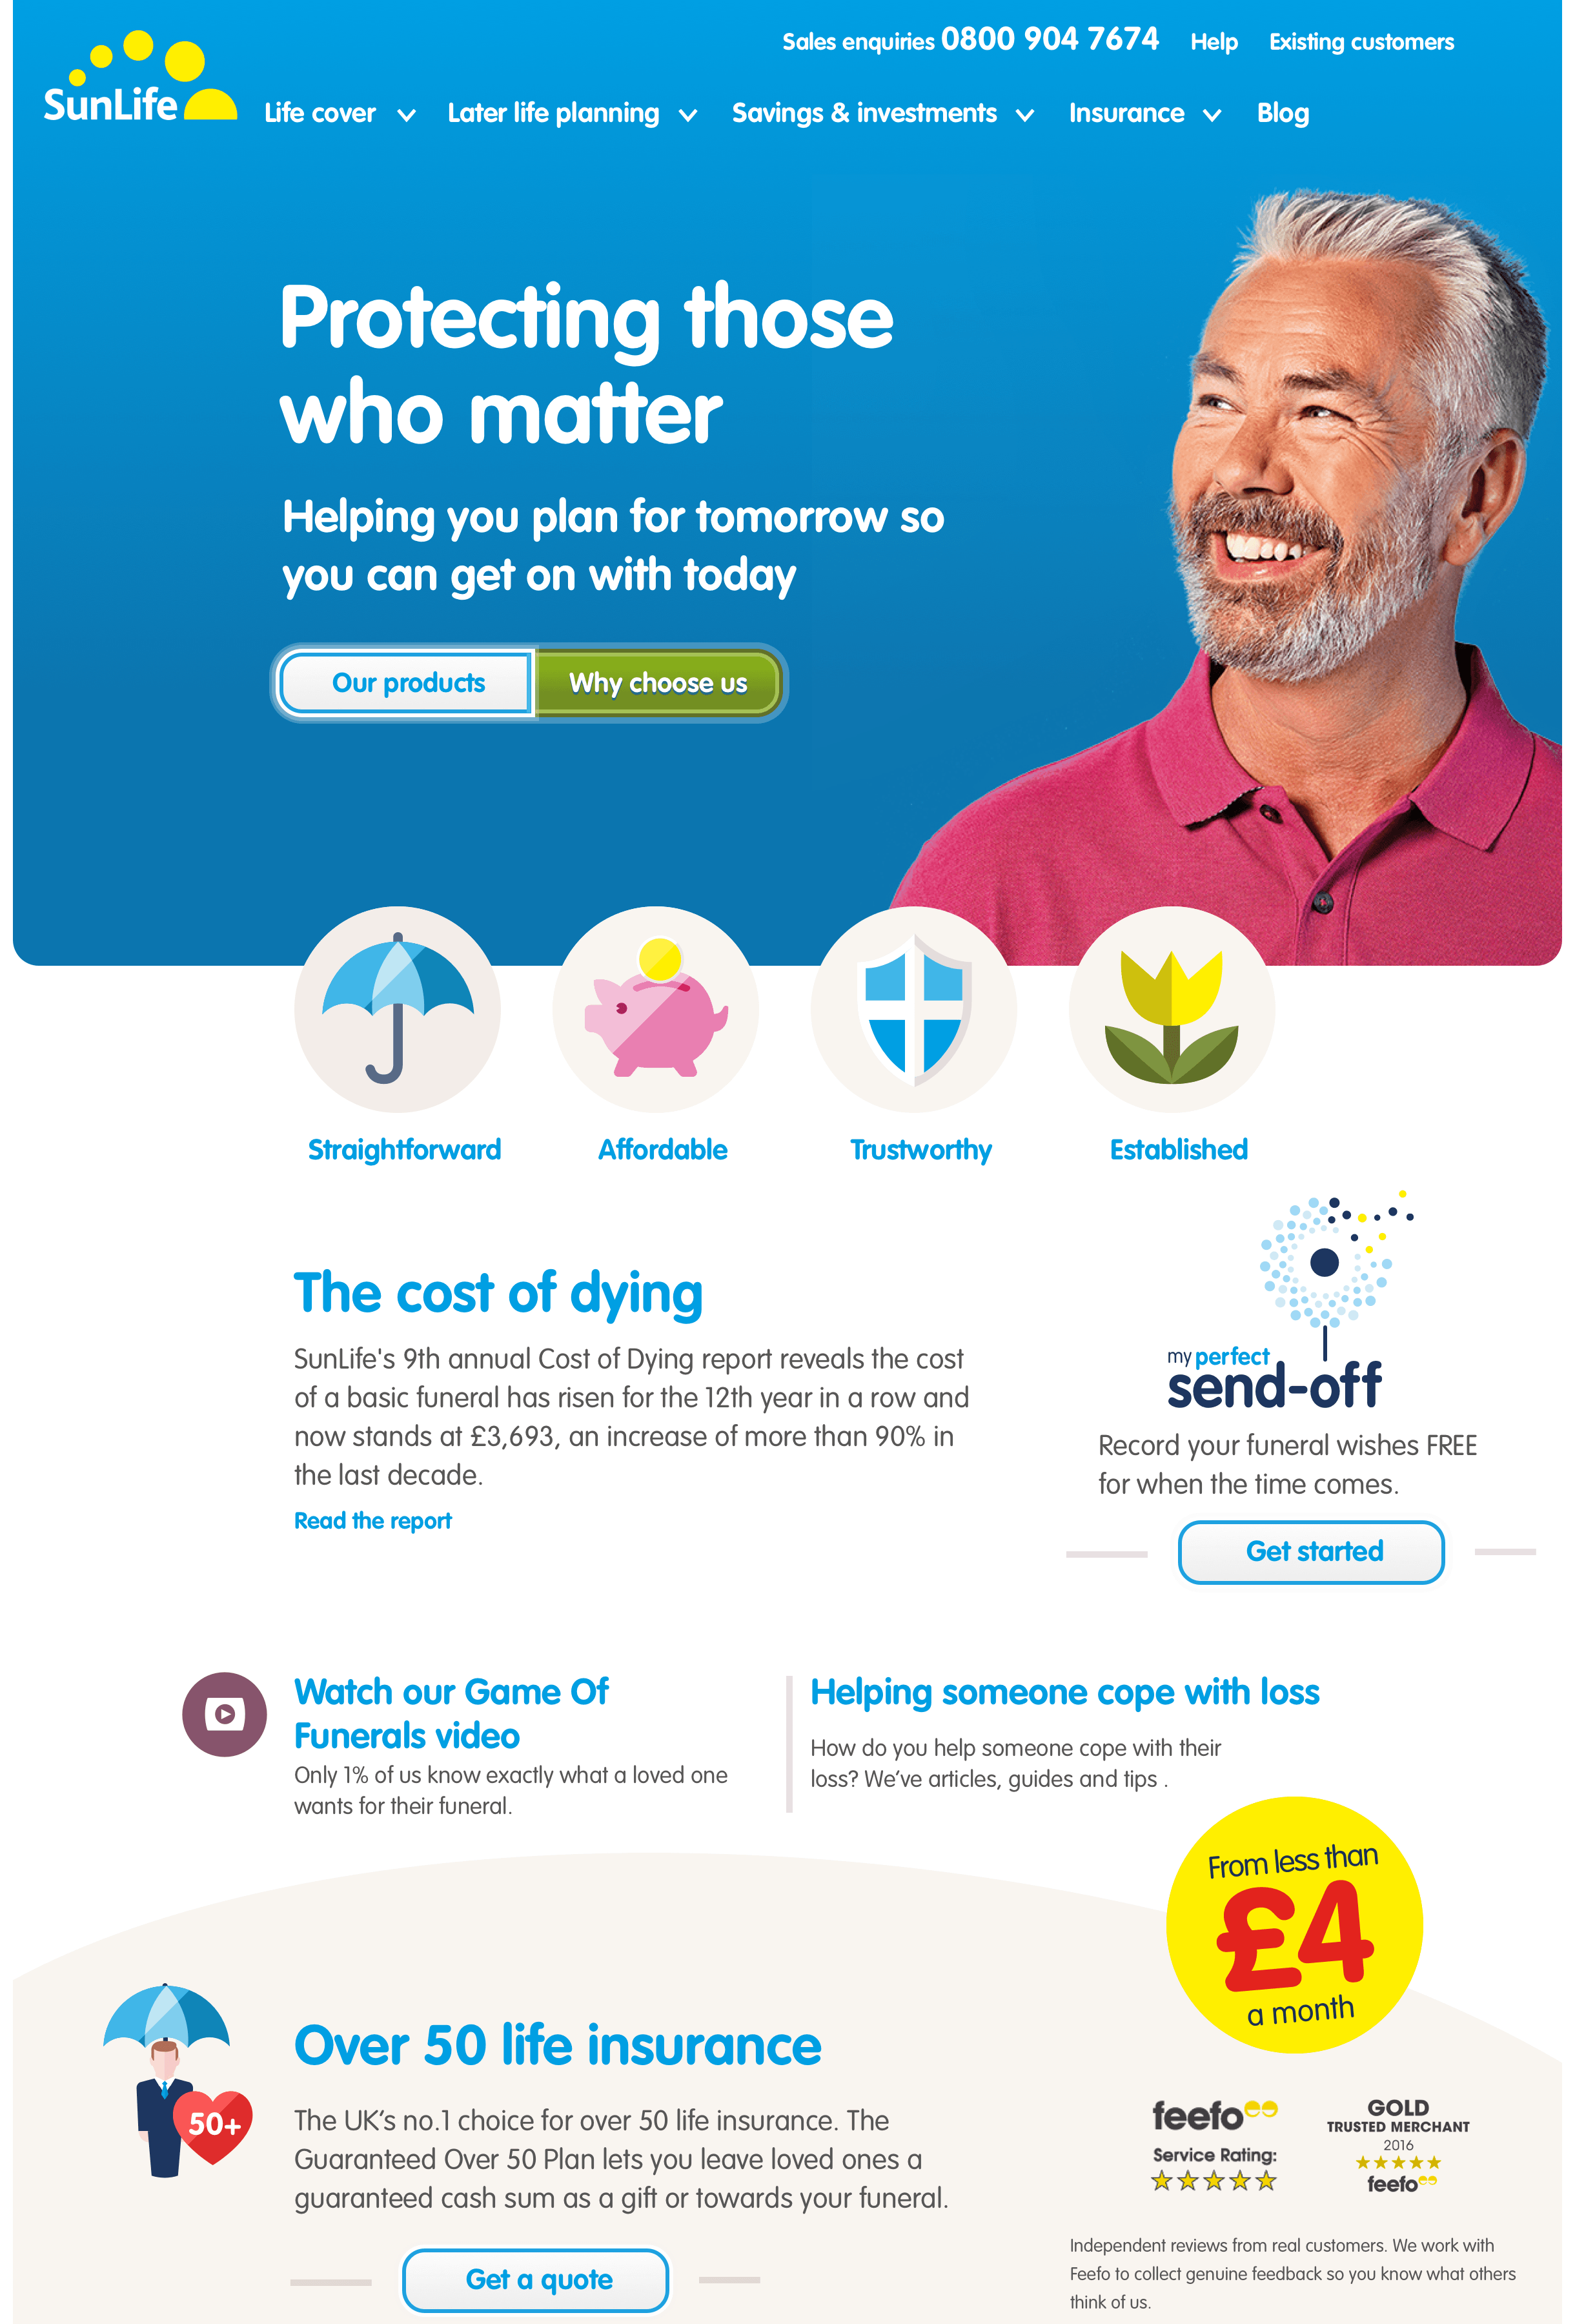 Sales enquiries 0800 904 7674 Help Existing customers
SunLife
Life cover Later life planning Savings & investments Insurance Blog
Protecting those
who matter
Helping you plan for tomorrow so
you can get on with today
Our products Why choose us
Straightforward Affordable Trustworthy Established
The cost of dying
SunLife's 9th annual Cost of Dying report reveals the cost
of a basic funeral has risen for the 12th year in a row and
now stands at £3,693, an increase of more than 90% in
the last decade.
Read the report
my perfect
send-off
Record your funeral wishes FREE
for when the time comes.
Get started
Watch our Game Of
Funerals video
Only 1% of us know exactly what a loved one
wants for their funeral.
Helping someone cope with loss
How do you help someone cope with their
loss? We've articles, guides and tips .
From less than
£4
a month
50+
Over 50 life insurance
The UK's no.1 choice for over 50 life insurance. The
Guaranteed Over 50 Plan lets you leave loved ones a
guaranteed cash sum as a gift or towards your funeral.
Get a quote
feefo
Service Rating:
GOLD
TRUSTED MERCHANT
2016
feefo
Independent reviews from real customers. We work with
Feefo to collect genuine feedback so you know what others
think of us.